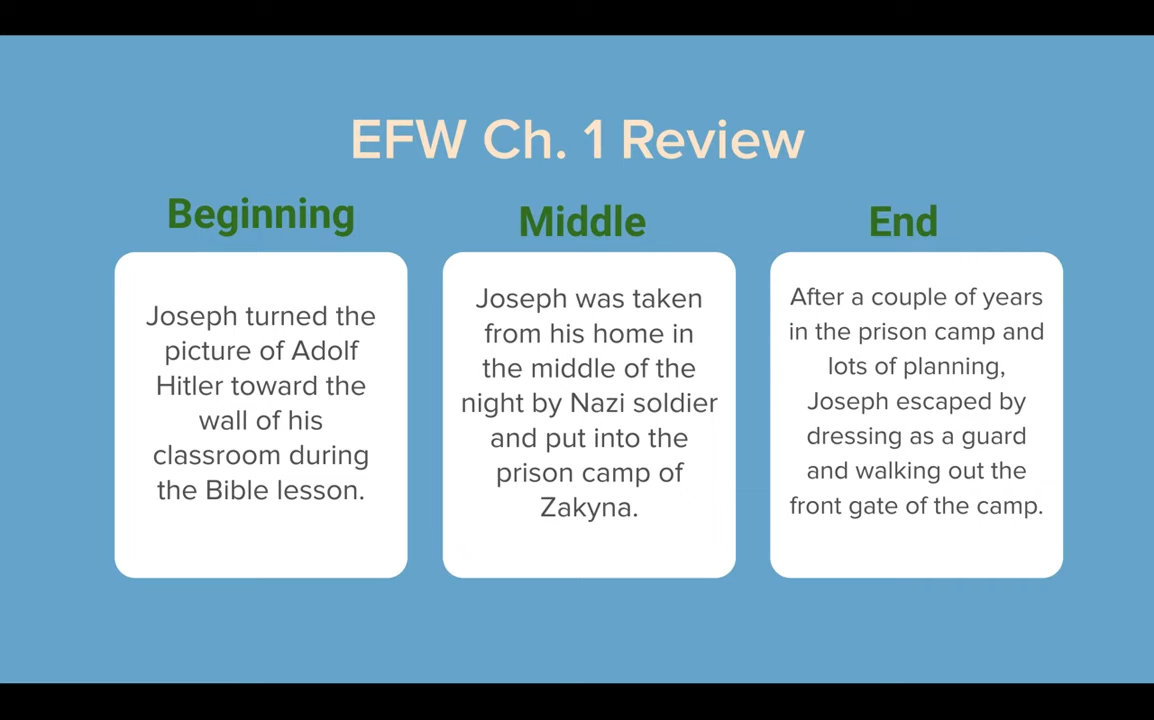 EFW Ch. 1 Review
Beginning
Joseph turned the
picture of Adolf
Hitler toward the
wall of his
classroom during
the Bible lesson.
Middle
Joseph was taken
from his home in
the middle of the
night by Nazi soldier
and put into the
prison camp of
Zakyna.
End
After a couple of years
in the prison camp and
lots of planning,
Joseph escaped by
dressing as a guard
and walking out the
front gate of the camp.